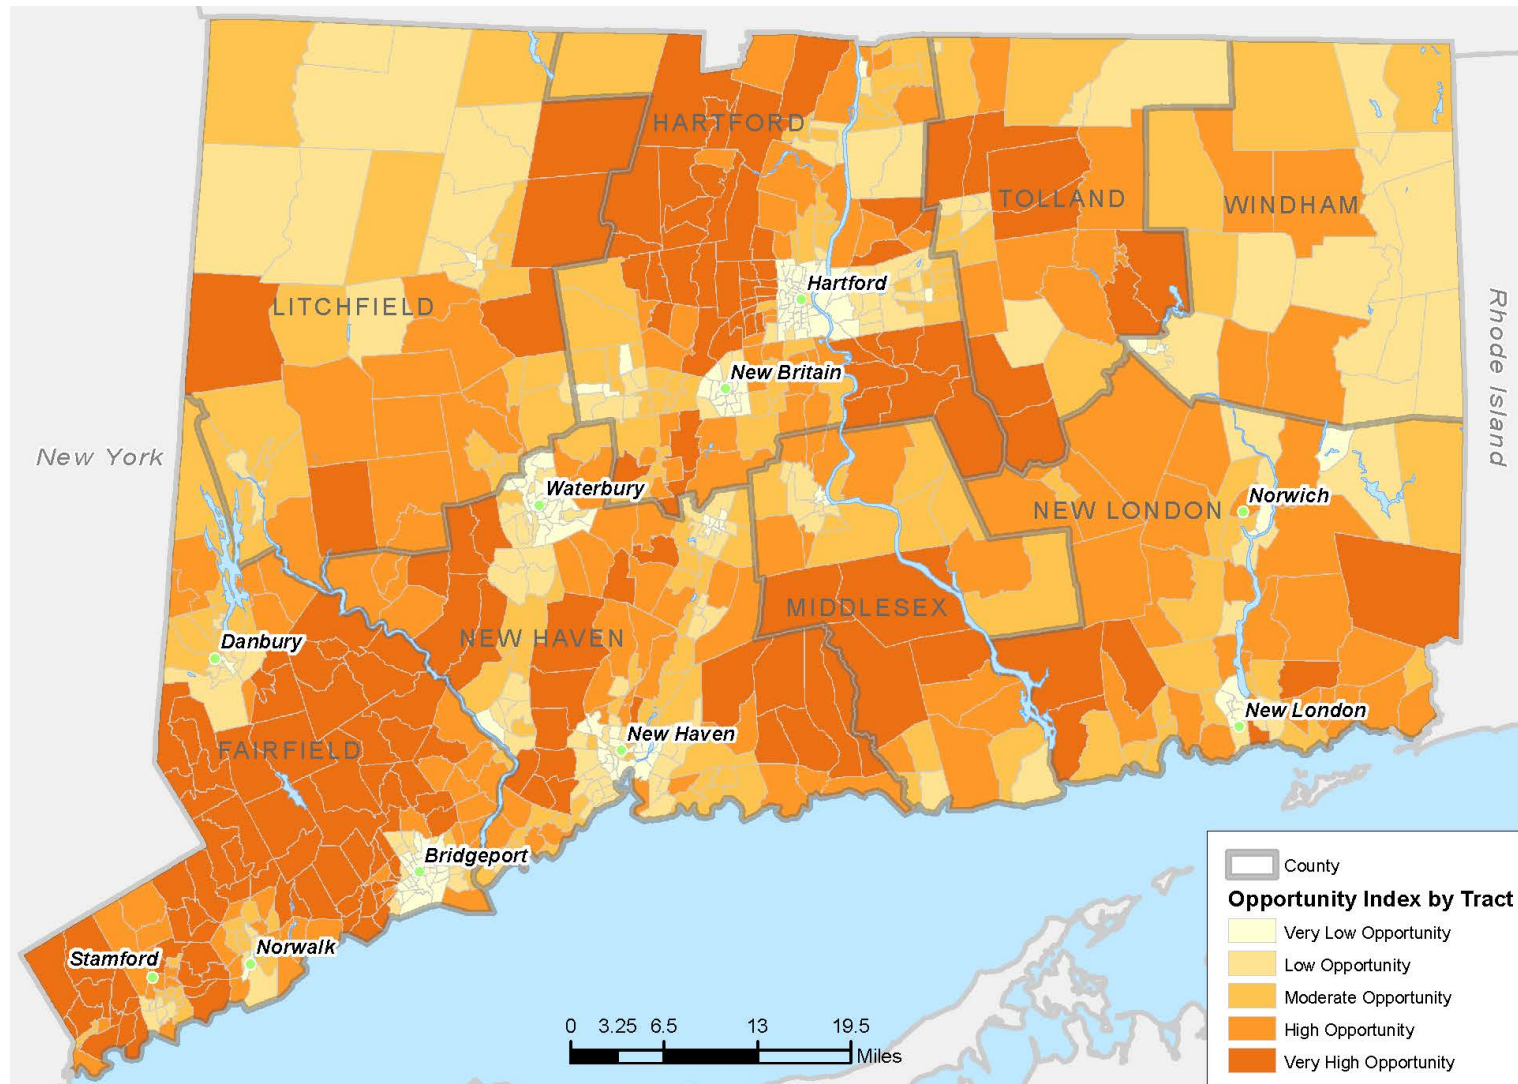 HARTFORD
TOLLAND
WINDHAM
Hartford
LITCHFIELD
Rhode Island
New Britain
New York
Waterbury
NEW LONDON
Norwich
MIDDLESEX
NEW HAVEN
Danbury
New London
New Haven
FAIRFIELD
Bridgeport
Norwalk
Stamford
0 3.25 6.5 13 19.5
Miles
County
Opportunity Index by Tract
Very Low Opportunity
Low Opportunity
Moderate Opportunity
High Opportunity
Very High Opportunity